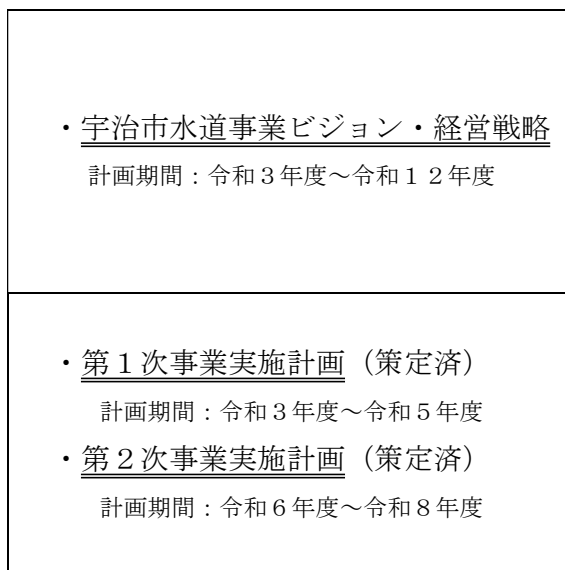 ・宇治市水道事業ビジョン・経営戦略
計画期間：令和３年度～令和１２年度
・第１次事業実施計画（策定済）
計画期間：令和３年度～令和５年度
・第２次事業実施計画（策定済）
計画期間：令和６年度～令和８年度